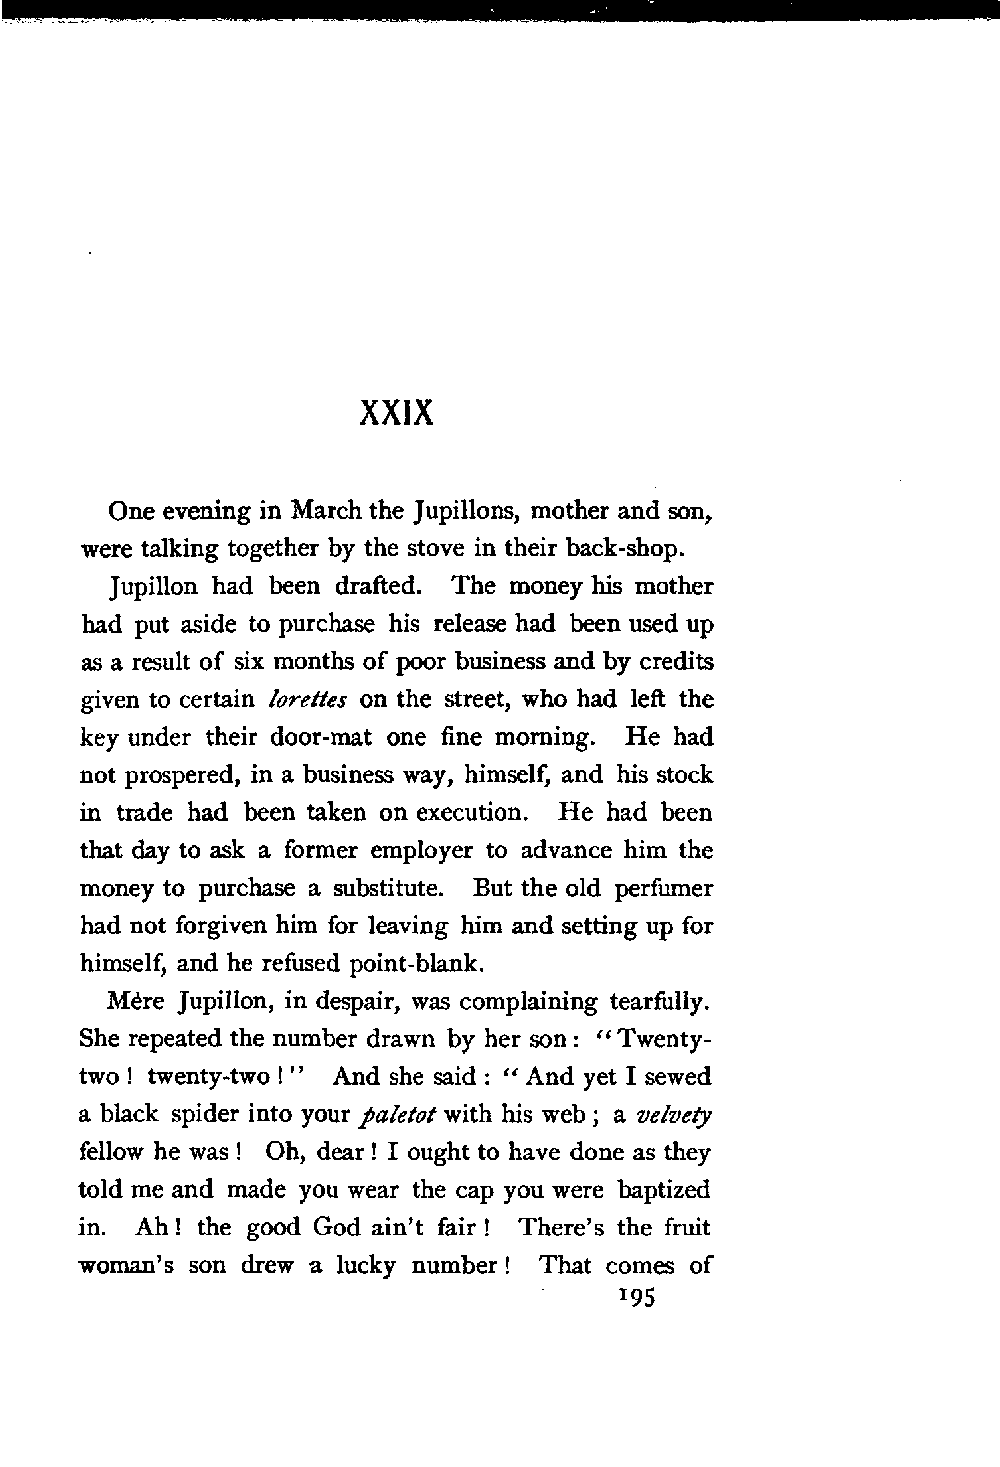 XXIX
One evening in March the Jupillons, mother and son,
were talking together by the stove in their back-shop.
Jupillon had been drafted. The money his mother
had put aside to purchase his release had been used up
as a result of six months of poor business and by credits
given to certain lorettes on the street, who had left the
key under their door-mat one fine morning. He had
not prospered, in a business way, himself, and his stock
in trade had been taken on execution. He had been
that day to ask a former employer to advance him the
money to purchase a substitute. But the old perfumer
had not forgiven him for leaving him and setting up for
himself, and he refused point-blank.
Mère Jupillon, in despair, was complaining tearfully.
She repeated the number drawn by her son: "Twenty-
two! twenty-two!" And she said: "And yet I sewed
a black spider into your paletot with his web; a velvety
fellow he was! Oh, dear! I ought to have done as they
told me and made you wear the cap you were baptized
in. Ah! the good God ain't fair! There's the fruit
woman's son drew a lucky number! That comes of
195